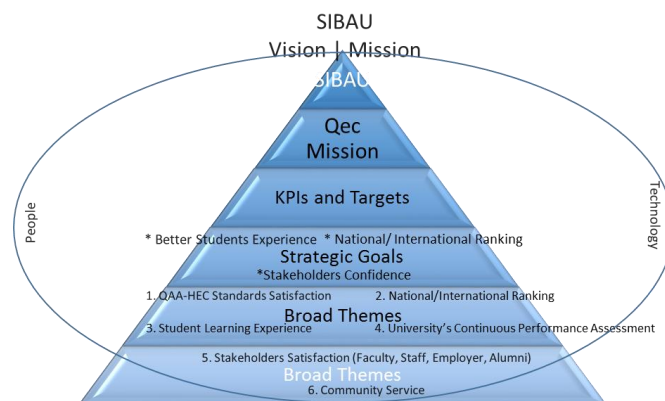 SIBAU
Vision | Mission
SIBAU
Qec
Mission
KPIs and Targets
People
Technology
* Better Students Experience * National/ International Ranking
Strategic Goals
*Stakeholders Confidence
1. QAA-HEC Standards Satisfaction 2. National/International Ranking
Broad Themes
3. Student Learning Experience 4. University's Continuous Performance Assessment
5. Stakeholders Satisfaction (Faculty, Staff, Employer, Alumni)
Broad Themes
6. Community Service